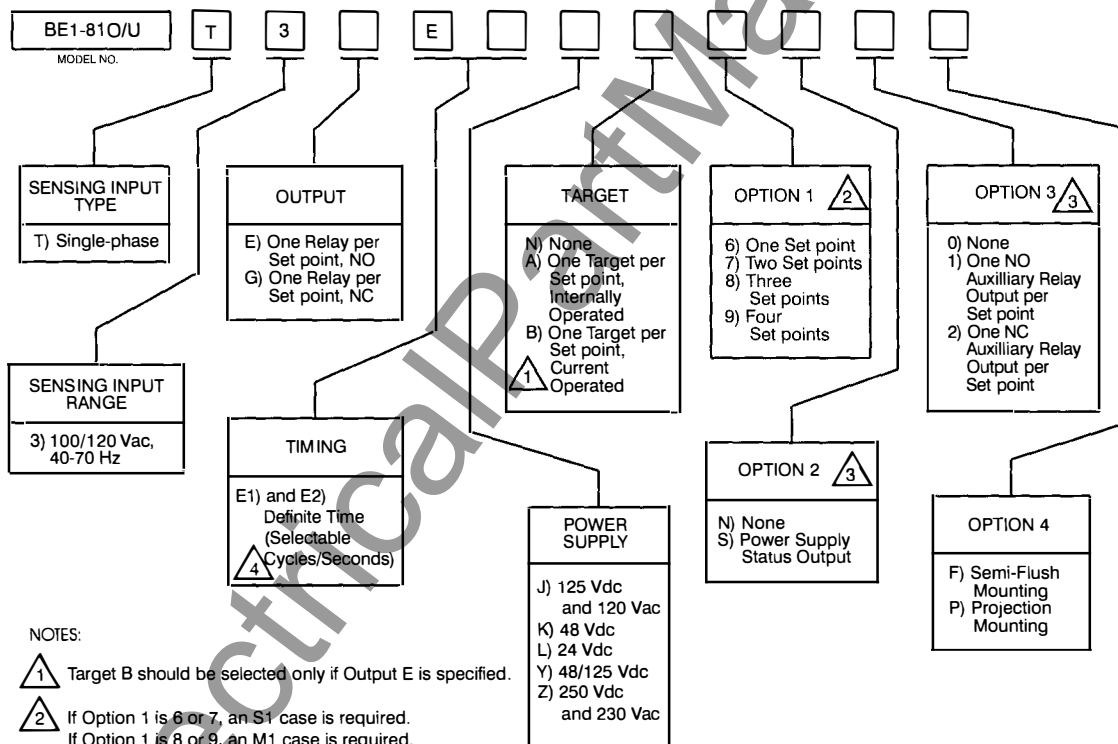 BE1-81O/U
T
3
E
MODEL NO.
SENSING INPUT
TYPE
T) Single-phase
OUTPUT
E) One Relay per
Set point, NO
G) One Relay per
Set point, NC
TARGET
N) None
A) One Target per
Set point,
Internally
Operated
B) One Target per
Set point,
Current
1 Operated
OPTION 1 2
6) One Set point
7) Two Set points
8) Three
Set points
9) Four
Set points
OPTION 3 3
0) None
1) One NO
Auxilliary Relay
Output per
Set point
2) One NC
Auxilliary Relay
Output per
Set point
SENSING INPUT
RANGE
3) 100/120 Vac,
40-70 Hz
TIMING
E1) and E2)
Definite Time
(Selectable
4 Cycles/Seconds)
POWER
SUPPLY
J) 125 Vdc
and 120 Vac
K) 48 Vdc
L) 24 Vdc
Y) 48/125 Vdc
Z) 250 Vdc
and 230 Vac
OPTION 2 3
N) None
S) Power Supply
Status Output
OPTION 4
F) Semi-Flush
Mounting
P) Projection
Mounting
NOTES:
1 Target B should be selected only if Output E is specified.
2 If Option 1 is 6 or 7, an S1 case is required.
If Option 1 is 8 or 9, an M1 case is required.
ectricalPartMa